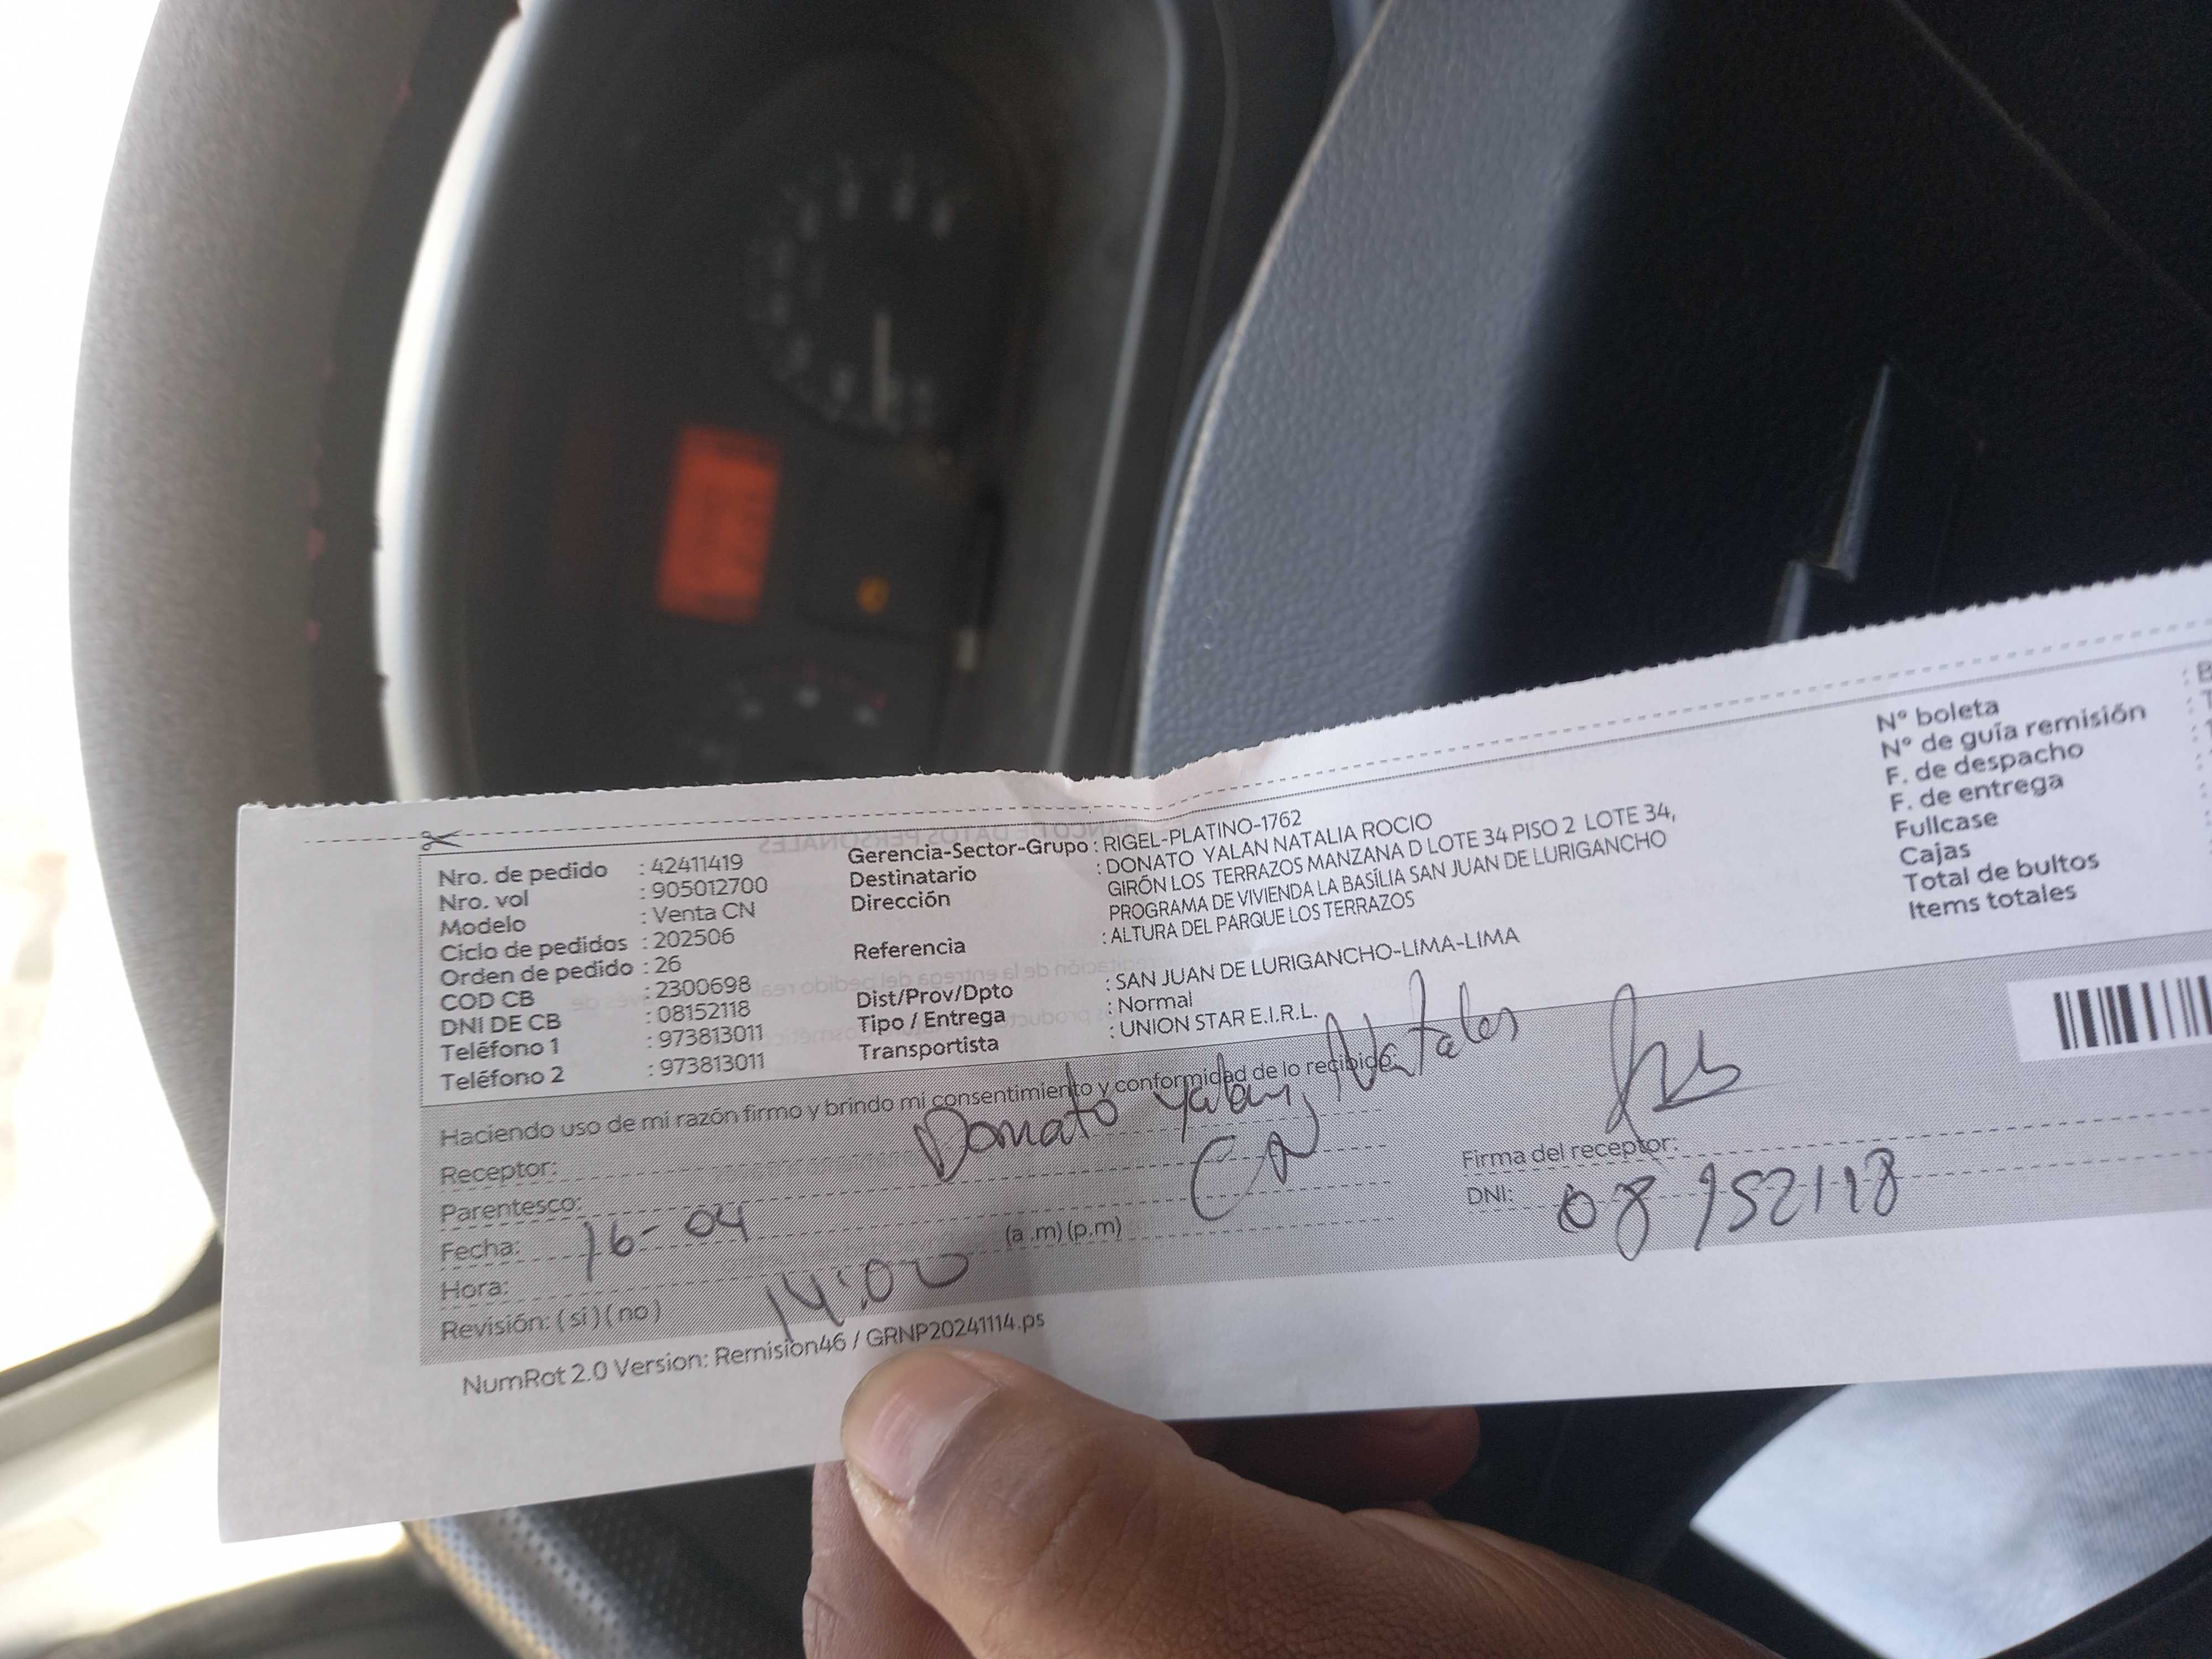 Nro. de pedido : 42411419
Nro. vol : 905012700
Modelo : Venta CN
Ciclo de pedidos : 202506
Orden de pedido : 26
COD CB : 2300698
DNI DE CB : 08152118
Teléfono 1 : 973813011
Teléfono 2 : 973813011
Gerencia-Sector-Grupo : RIGEL-PLATINO-1762
Destinatario : DONATO YALAN NATALIA ROCIO
Dirección GIRÓN LOS TERRAZOS MANZANA D LOTE 34 PISO 2 LOTE 34,
PROGRAMA DE VIVIENDA LA BASÍLIA SAN JUAN DE LURIGANCHO
Referencia : ALTURA DEL PARQUE LOS TERRAZOS
Dist/Prov/Dpto : SAN JUAN DE LURIGANCHO-LIMA-LIMA
Tipo / Entrega : Normal
Transportista : UNION STAR E.I.R.L.
N° boleta
N° de guía remisión
F. de despacho
F. de entrega
Fullcase
Cajas
Total de bultos
Items totales
Haciendo uso de mi razón firmo y brindo mi consentimiento y conformidad de lo recibido:
Receptor: Donato Yalan,
Parentesco: CN
Fecha: 16-04
Hora: 14:00 (a .m) (p.m)
Revisión: ( si ) ( no )
Firma del receptor:
DNI: 08152118
NumRot 2.0 Version: Remision46 / GRNP20241114.ps